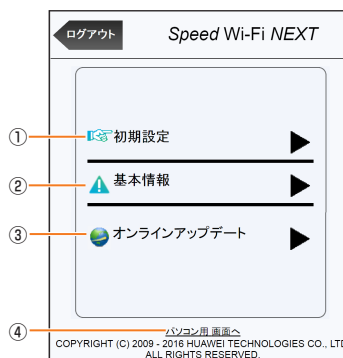 ログアウト
Speed Wi-Fi NEXT
① 初期設定
② 基本情報
③ オンラインアップデート
④ パソコン用 画面へ
COPYRIGHT (C) 2009 - 2016 HUAWEI TECHNOLOGIES CO., LTD
ALL RIGHTS RESERVED.